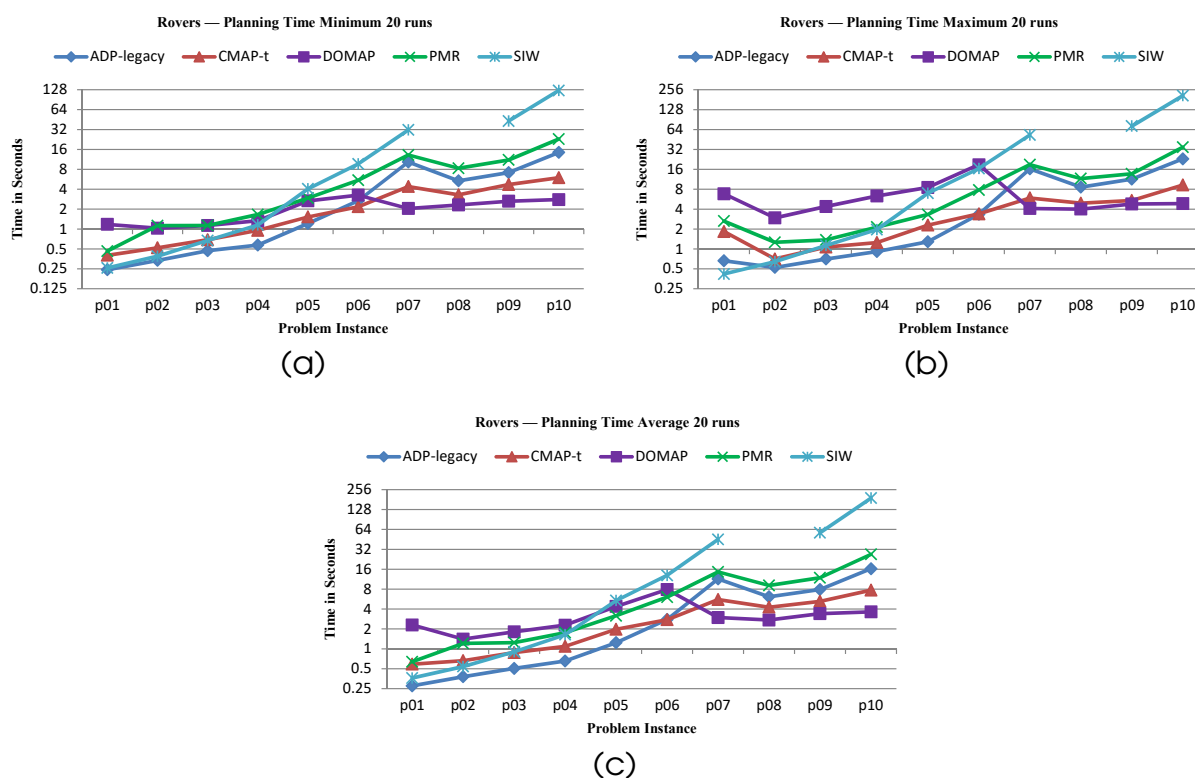 Rovers — Planning Time Minimum 20 runs
ADP-legacy CMAP-t DOMAP PMR SIW
128
64
32
16
8
4
2
1
0.5
0.25
0.125
Time in Seconds
p01 p02 p03 p04 p05 p06 p07 p08 p09 p10
Problem Instance
(a)
Rovers — Planning Time Maximum 20 runs
ADP-legacy CMAP-t DOMAP PMR SIW
256
128
64
32
16
8
4
2
1
0.5
0.25
Time in Seconds
p01 p02 p03 p04 p05 p06 p07 p08 p09 p10
Problem Instance
(b)
Rovers — Planning Time Average 20 runs
ADP-legacy CMAP-t DOMAP PMR SIW
256
128
64
32
16
8
4
2
1
0.5
0.25
Time in Seconds
p01 p02 p03 p04 p05 p06 p07 p08 p09 p10
Problem Instance
(c)